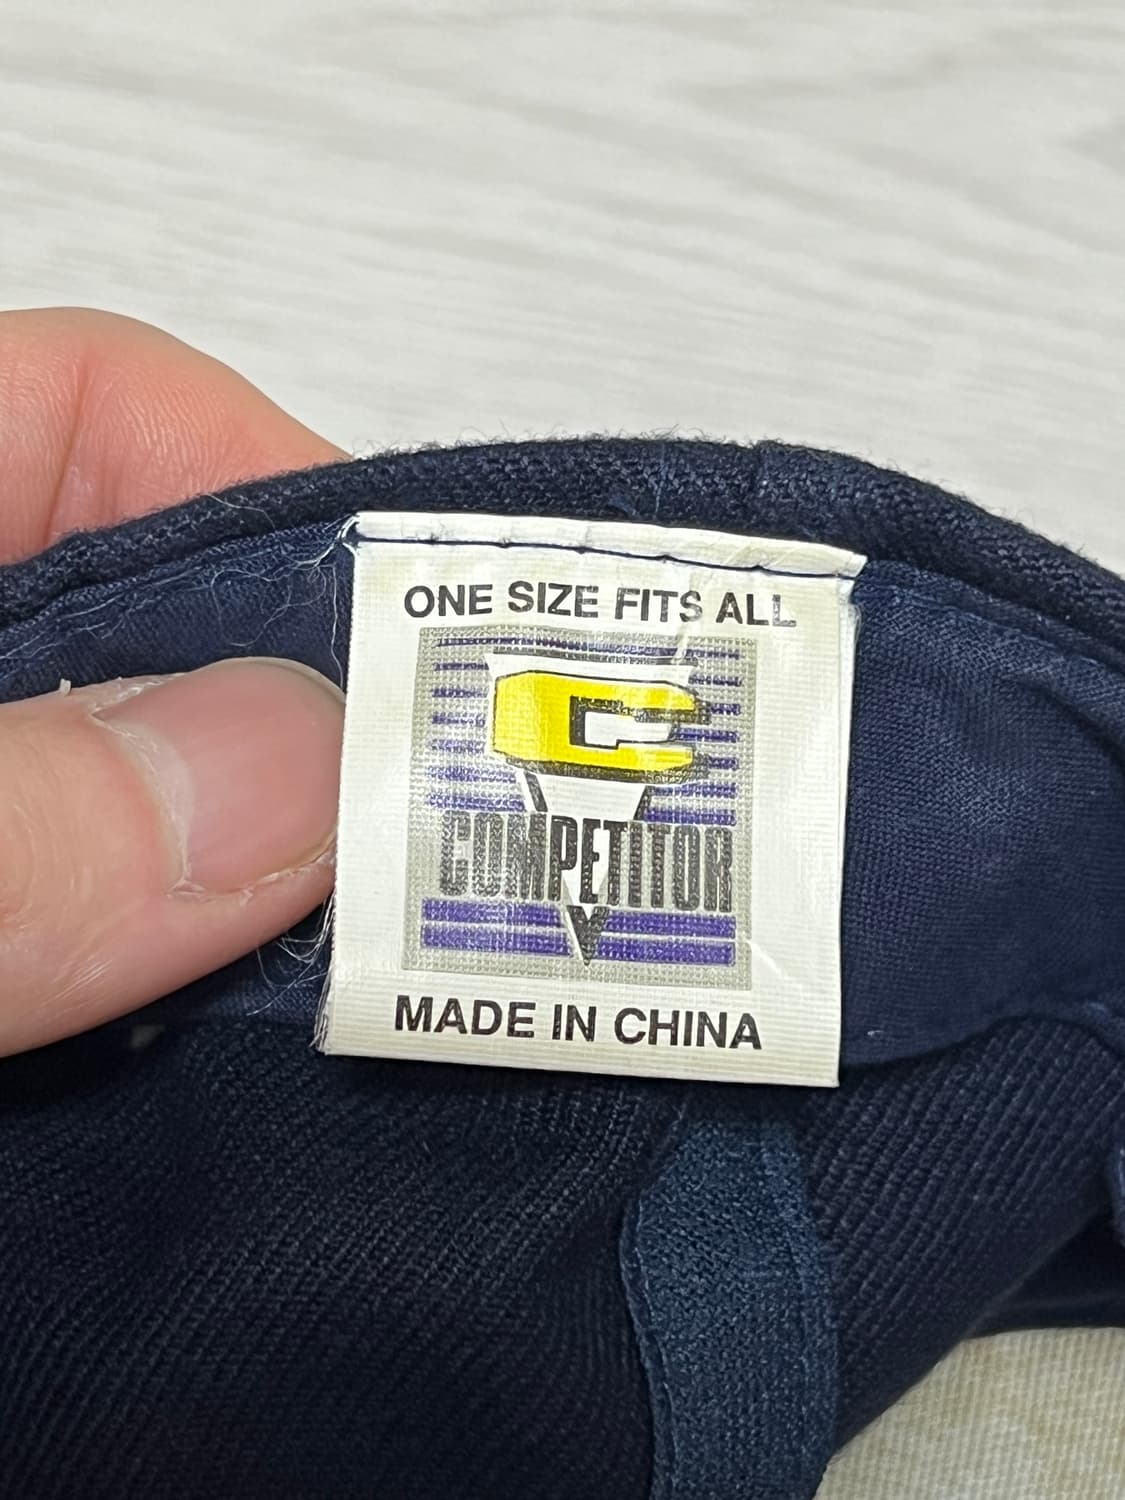 ONE SIZE FITS ALL
C
COMPETITOR
MADE IN CHINA